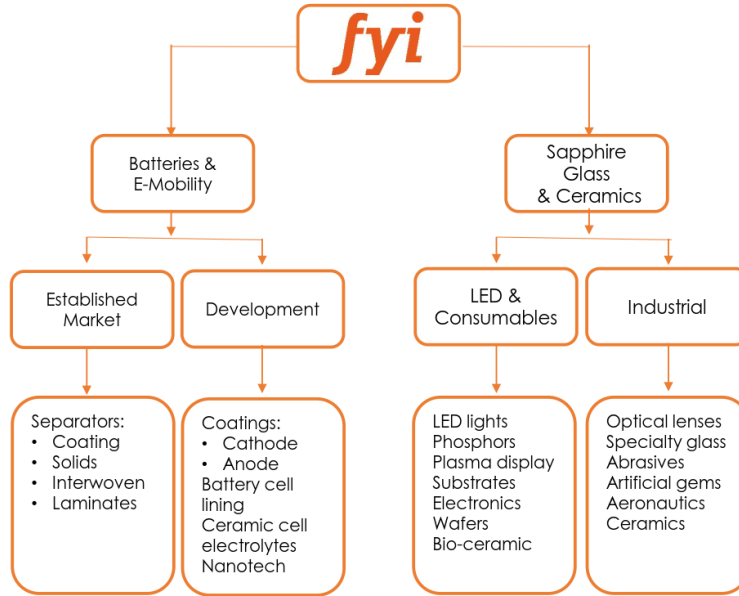 fyi
Batteries &
E-Mobility
Sapphire
Glass
& Ceramics
Established
Market
Development
LED &
Consumables
Industrial
Separators:
• Coating
• Solids
• Interwoven
• Laminates
Coatings:
• Cathode
• Anode
Battery cell
lining
Ceramic cell
electrolytes
Nanotech
LED lights
Phosphors
Plasma display
Substrates
Electronics
Wafers
Bio-ceramic
Optical lenses
Specialty glass
Abrasives
Artificial gems
Aeronautics
Ceramics